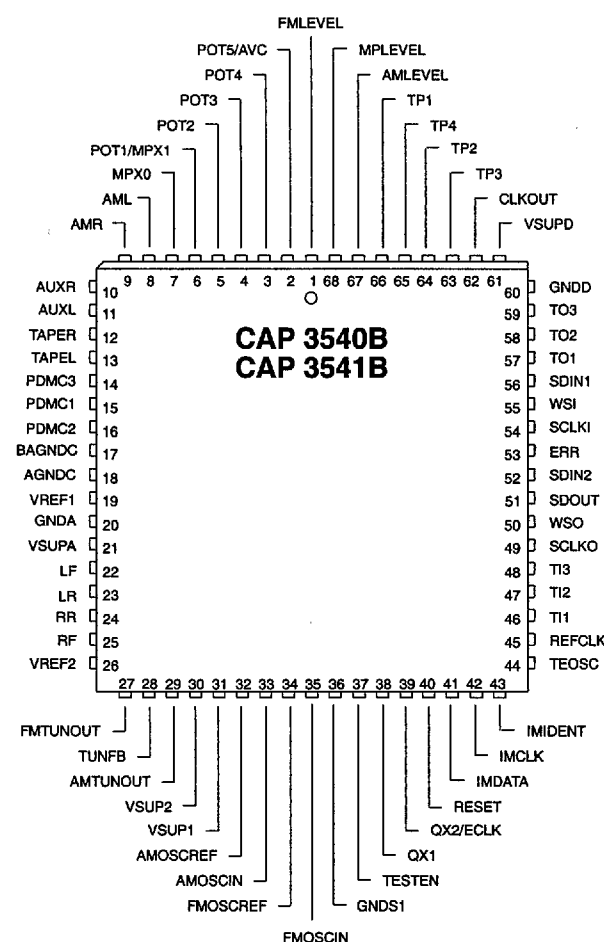 FMLEVEL
POT5/AVC MPLEVEL
POT4 AMLEVEL
POT3 TP1
POT2 TP4
POT1/MPX1 TP2
MPX0 TP3
AML CLKOUT
AMR VSUPD
9 8 7 6 5 4 3 2 1 68 67 66 65 64 63 62 61
AUXR 10 60 GNDD
AUXL 11 59 TO3
TAPER 12 58 TO2
TAPEL 13 57 TO1
PDMC3 14 56 SDIN1
PDMC1 15 55 WSI
PDMC2 16 54 SCLKI
BAGNDC 17 53 ERR
AGNDC 18 52 SDIN2
VREF1 19 51 SDOUT
GNDA 20 50 WSO
VSUPA 21 49 SCLKO
LF 22 48 TI3
LR 23 47 TI2
RR 24 46 TI1
RF 25 45 REFCLK
VREF2 26 44 TEOSC
CAP 3540B
CAP 3541B
27 28 29 30 31 32 33 34 35 36 37 38 39 40 41 42 43
FMTUNOUT IMIDENT
TUNFB IMCLK
AMTUNOUT IMDATA
VSUP2 RESET
VSUP1 QX2/ECLK
AMOSCREF QX1
AMOSCIN TESTEN
FMOSCREF GNDS1
FMOSCIN